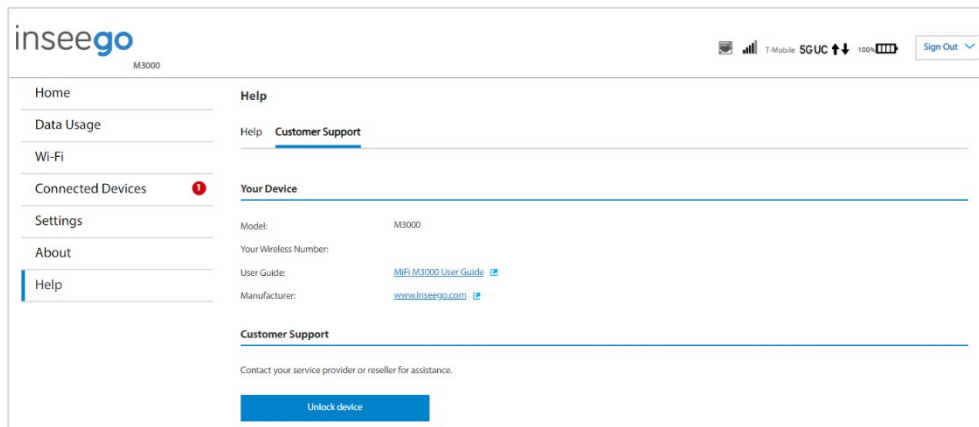 inseego
M3000
T-Mobile 5G UC 100% Sign Out
Home
Data Usage
Wi-Fi
Connected Devices 1
Settings
About
Help
Help
Help Customer Support
Your Device
Model: M3000
Your Wireless Number:
User Guide: MiFi M3000 User Guide
Manufacturer: www.inseego.com
Customer Support
Contact your service provider or reseller for assistance.
Unlock device